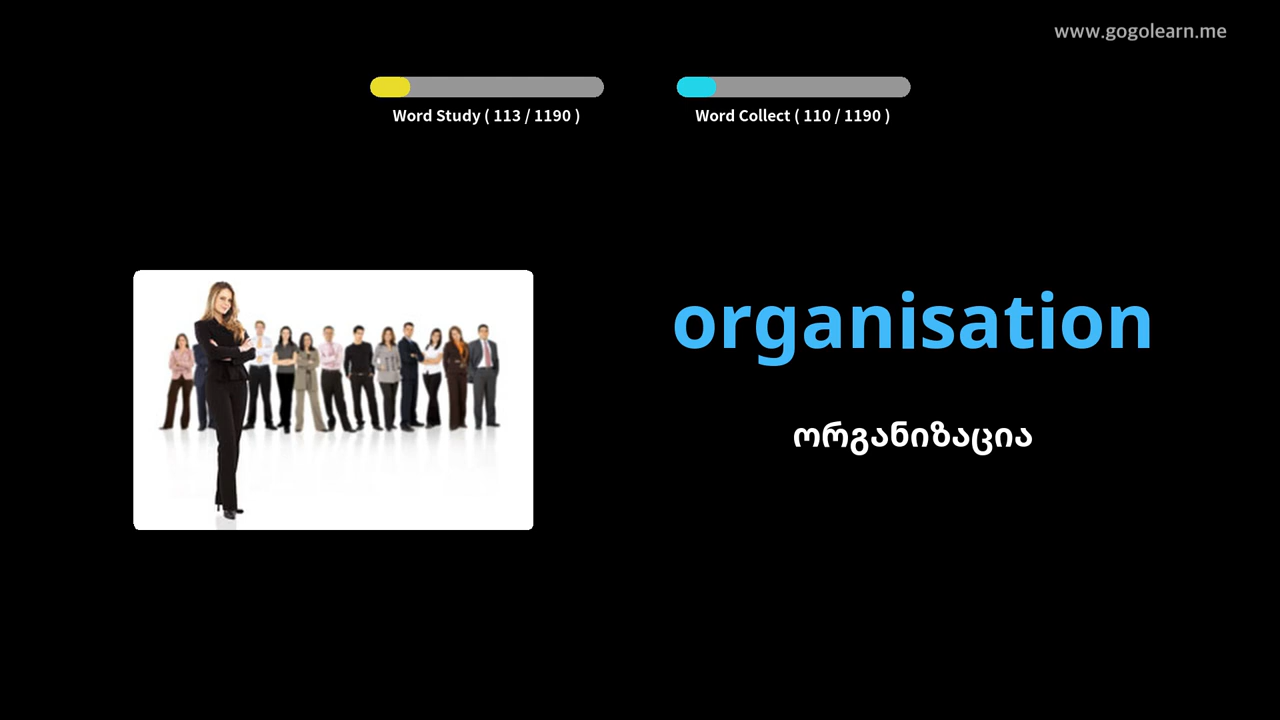 www.gogolearn.me
Word Study ( 113 / 1190 )
Word Collect ( 110 / 1190 )
organisation
ორგანიზაცია